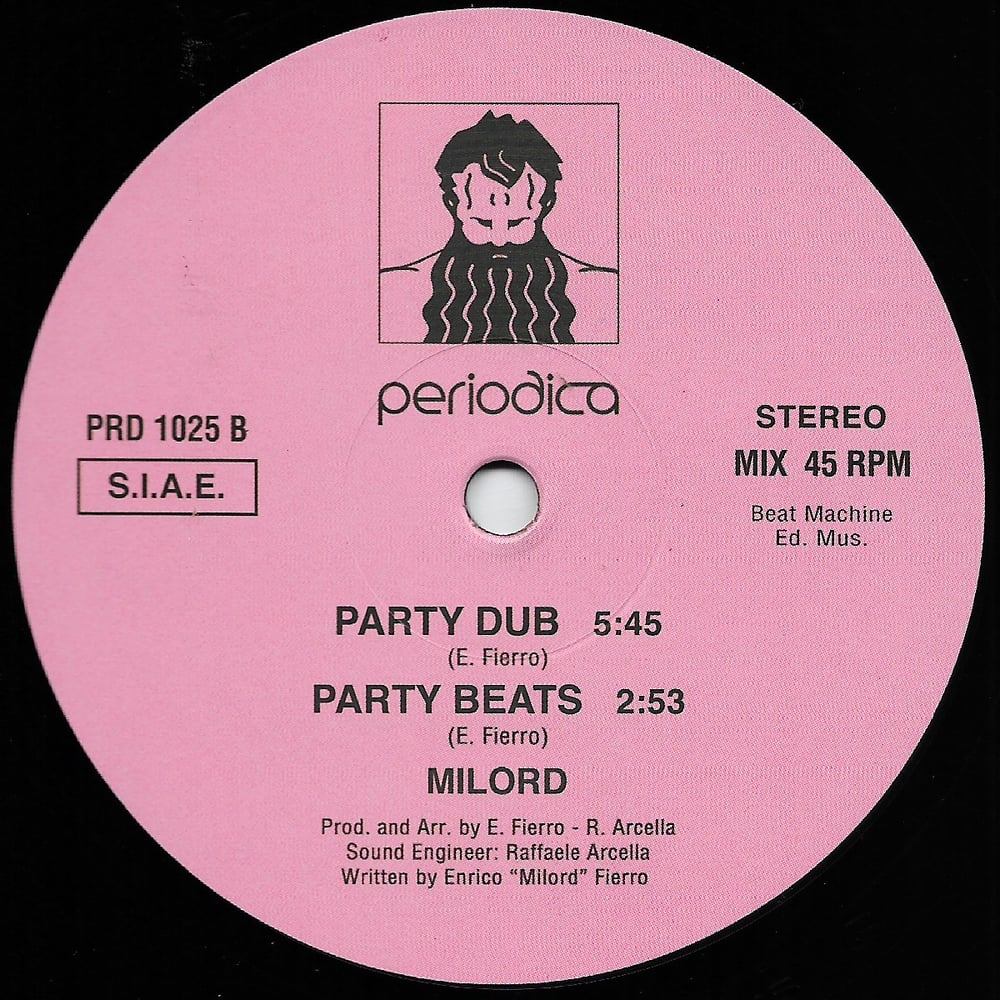 periodica
PRD 1025 B
S.I.A.E.
STEREO
MIX 45 RPM
Beat Machine
Ed. Mus.
PARTY DUB 5:45
(E. Fierro)
PARTY BEATS 2:53
(E. Fierro)
MILORD
Prod. and Arr. by E. Fierro - R. Arcella
Sound Engineer: Raffaele Arcella
Written by Enrico “Milord” Fierro